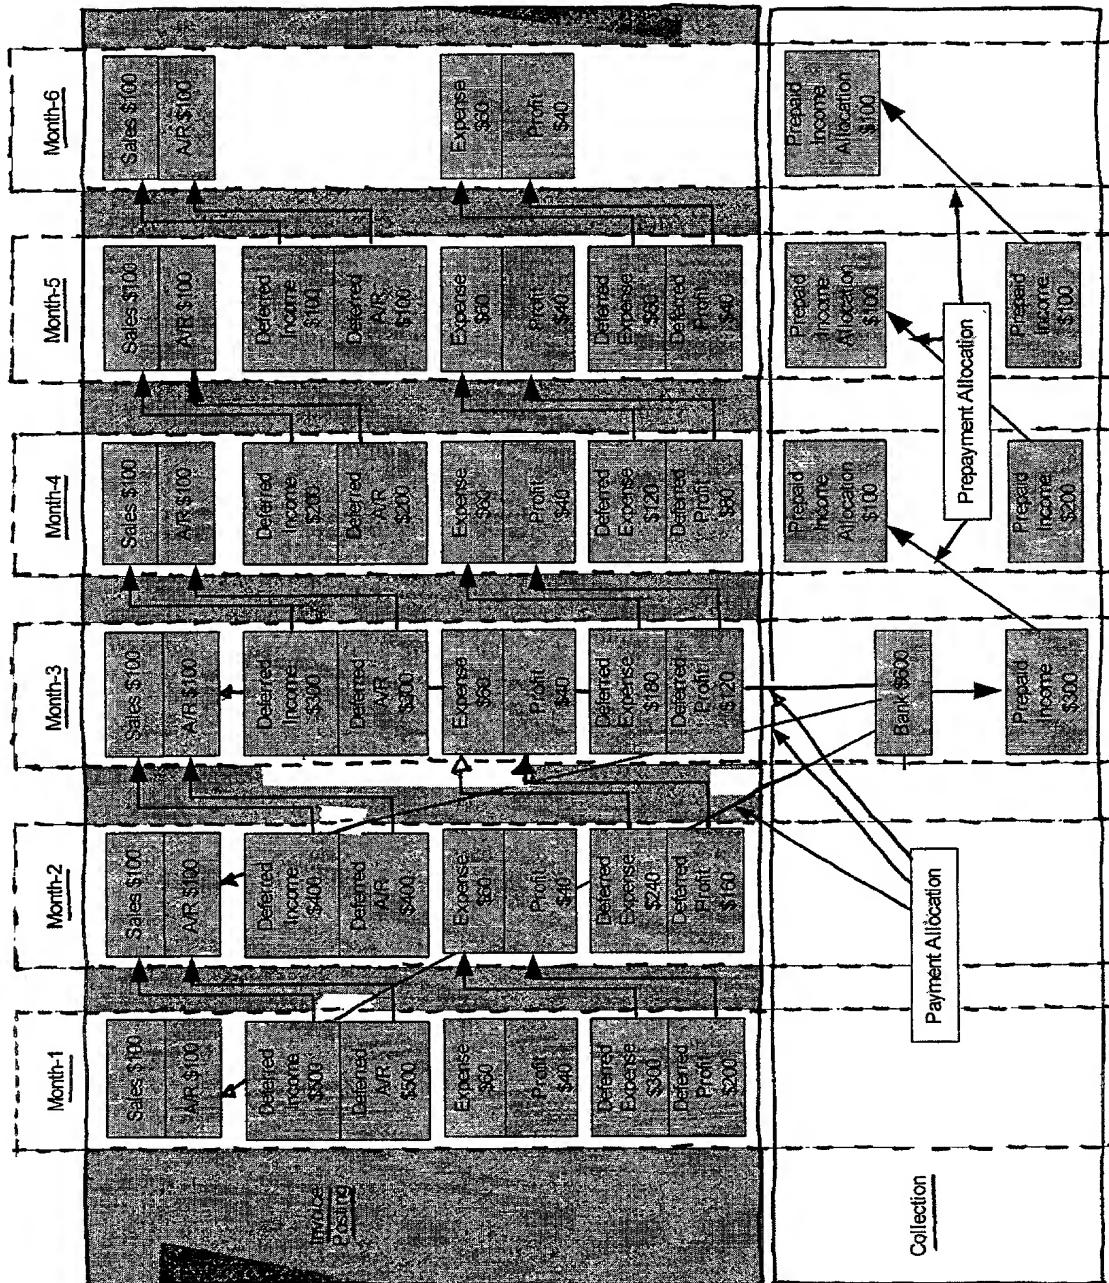 Month-1
Month-2
Month-3
Month-4
Month-5
Month-6
Invoice
Posting
Sales $100
A/R $100
Deferred
Income
$500
Deferred
A/R
$500
Expense
$60
Profit
$40
Deferred
Expense
$300
Deferred
Profit
$200
Sales $100
A/R $100
Deferred
Income
$400
Deferred
A/R
$400
Expense
$60
Profit
$40
Deferred
Expense
$240
Deferred
Profit
$160
Sales $100
A/R $100
Deferred
Income
$300
Deferred
A/R
$300
Expense
$60
Profit
$40
Deferred
Expense
$180
Deferred
Profit
$120
Sales $100
A/R $100
Deferred
Income
$200
Deferred
A/R
$200
Expense
$60
Profit
$40
Deferred
Expense
$120
Deferred
Profit
$80
Sales $100
A/R $100
Deferred
Income
$100
Deferred
A/R
$100
Expense
$60
Profit
$40
Deferred
Expense
$60
Deferred
Profit
$40
Sales $100
A/R $100
Expense
$60
Profit
$40
Collection
Payment Allocation
Bank $600
Prepaid
Income
$300
Prepaid
Income
Allocation
$100
Prepaid
Income
$200
Prepayment Allocation
Prepaid
Income
Allocation
$100
Prepaid
Income
$100
Prepaid
Income
Allocation
$100